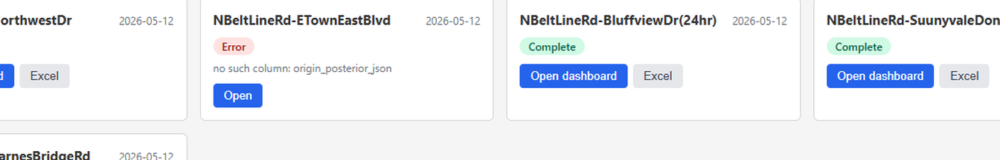 orthwestDr 2026-05-12
d Excel
NBeltLineRd-ETownEastBlvd 2026-05-12
Error
no such column: origin_posterior_json
Open
NBeltLineRd-BluffviewDr(24hr) 2026-05-12
Complete
Open dashboard Excel
NBeltLineRd-SuunyvaleDon
Complete
Open dashboard Excel
arnesBridgeRd 2026-05-12